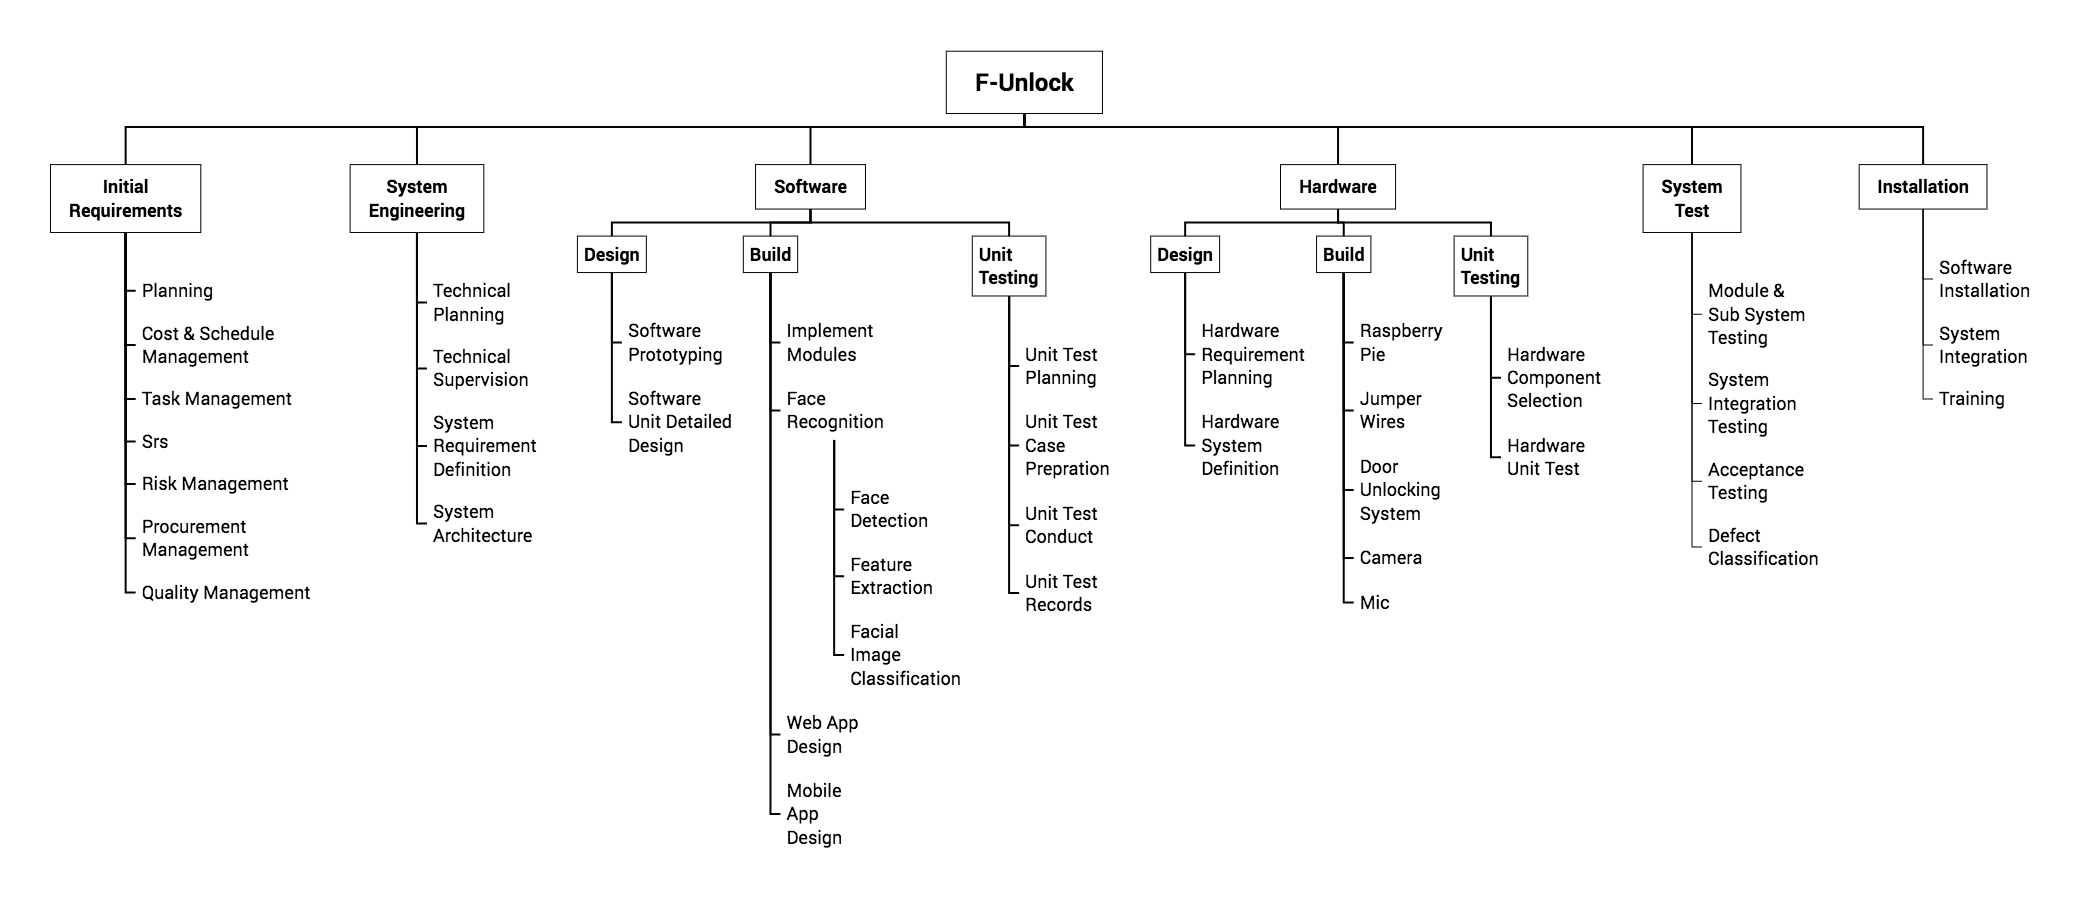 F-Unlock
Initial
Requirements
Planning
Cost & Schedule
Management
Task Management
Srs
Risk Management
Procurement
Management
Quality Management
System
Engineering
Technical
Planning
Technical
Supervision
System
Requirement
Definition
System
Architecture
Software
Design
Software
Prototyping
Software
Unit Detailed
Design
Build
Implement
Modules
Face
Recognition
Face
Detection
Feature
Extraction
Facial
Image
Classification
Web App
Design
Mobile
App
Design
Unit
Testing
Unit Test
Planning
Unit Test
Case
Prepration
Unit Test
Conduct
Unit Test
Records
Hardware
Design
Hardware
Requirement
Planning
Hardware
System
Definition
Build
Raspberry
Pie
Jumper
Wires
Door
Unlocking
System
Camera
Mic
Unit
Testing
Hardware
Component
Selection
Hardware
Unit Test
System
Test
Module &
Sub System
Testing
System
Integration
Testing
Acceptance
Testing
Defect
Classification
Installation
Software
Installation
System
Integration
Training